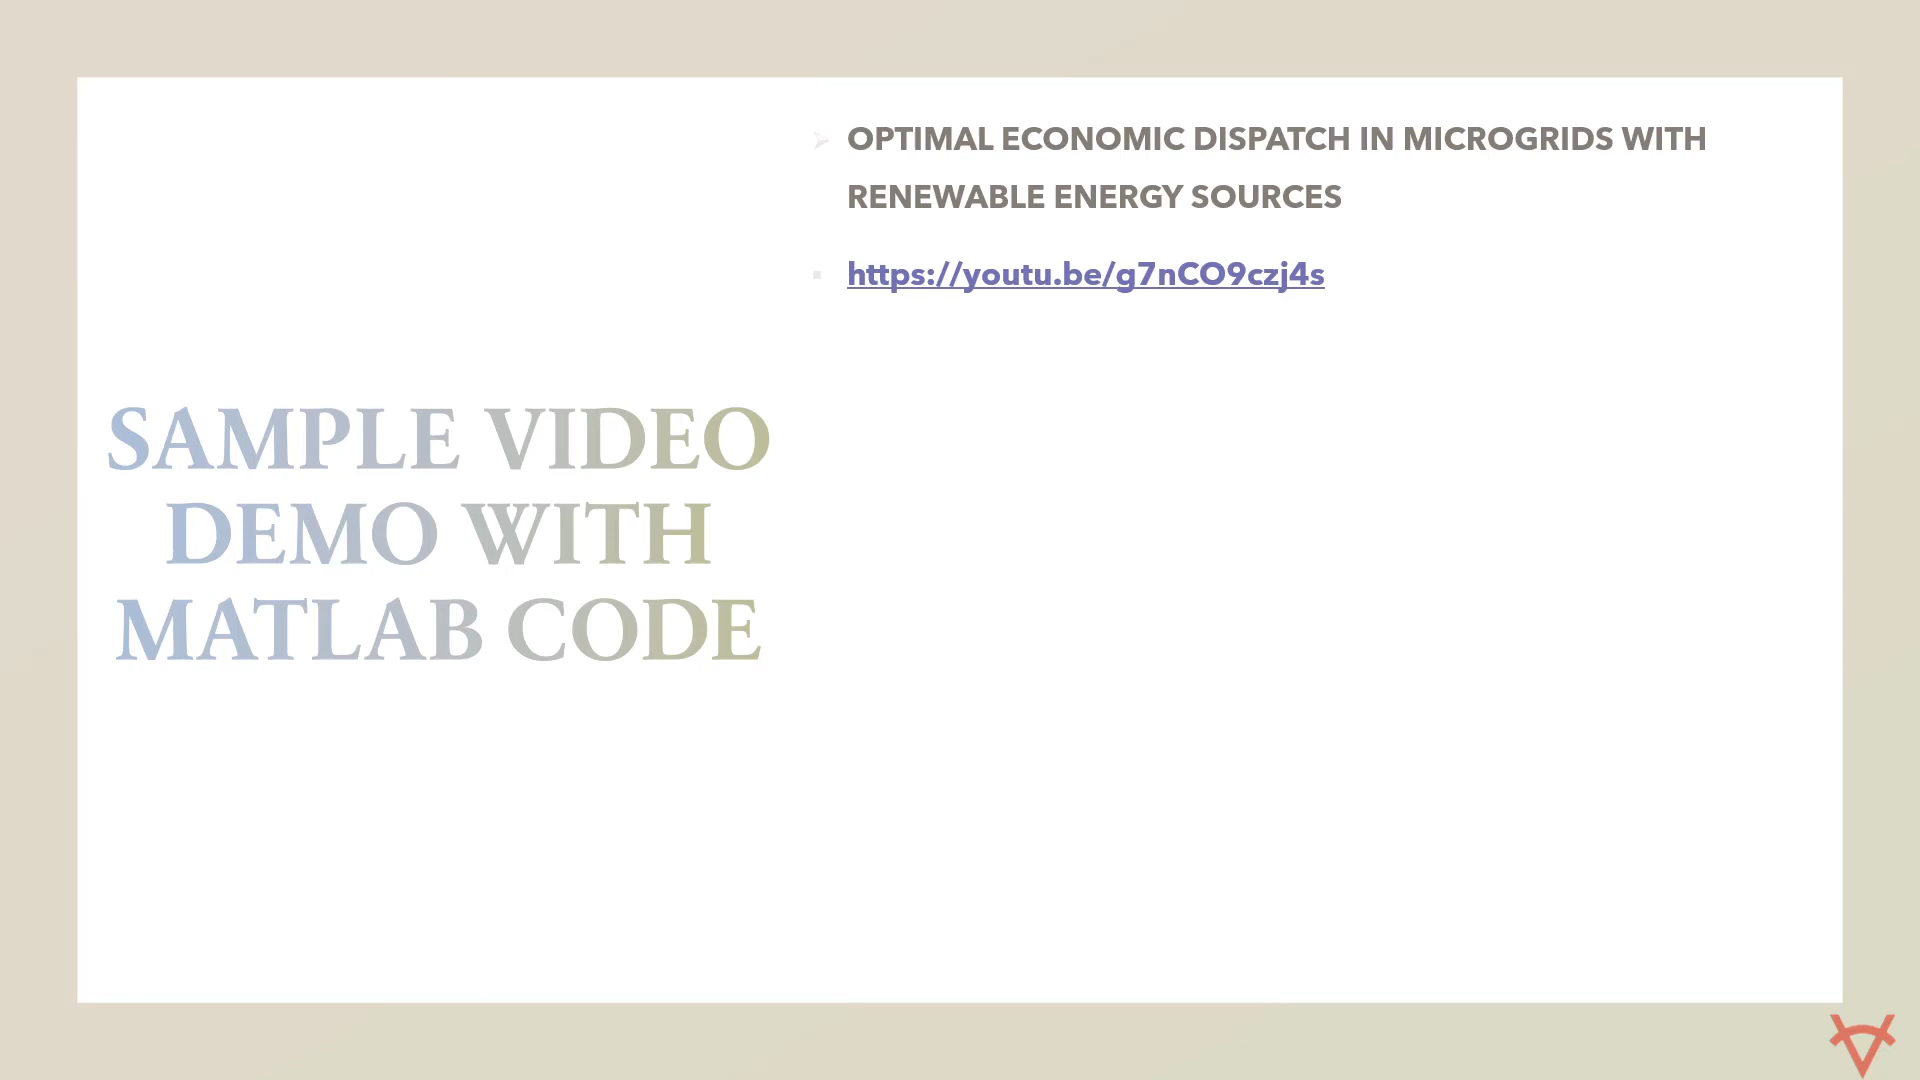 SAMPLE VIDEO
DEMO WITH
MATLAB CODE
OPTIMAL ECONOMIC DISPATCH IN MICROGRIDS WITH
RENEWABLE ENERGY SOURCES
https://youtu.be/g7nCO9czj4s